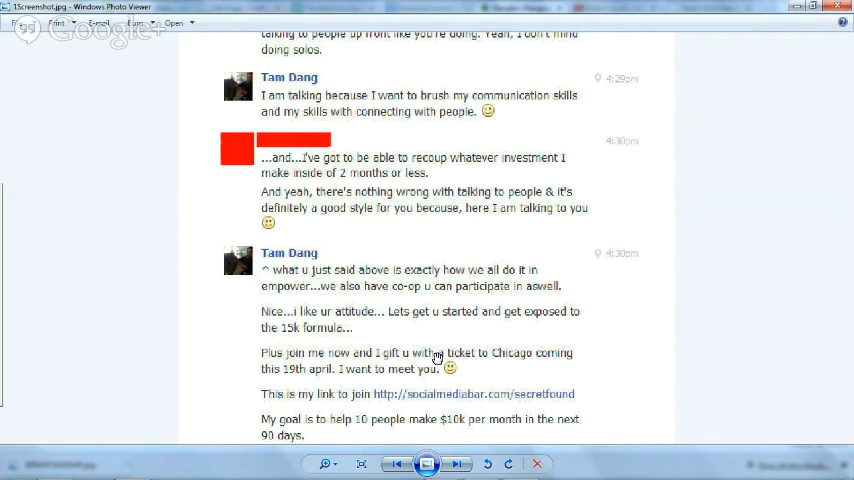 1Screenshot.jpg - Windows Photo Viewer
Print E-mail Burn Open
Google+
talking to people up front like you're doing. Yeah, I don't mind
doing solos.
Tam Dang 4:29pm
I am talking because I want to brush my communication skills
and my skills with connecting with people.
4:30pm
...and...I've got to be able to recoup whatever investment I
make inside of 2 months or less.
And yeah, there's nothing wrong with talking to people & it's
definitely a good style for you because, here I am talking to you
Tam Dang 4:30pm
^ what u just said above is exactly how we all do it in
empower...we also have co-op u can participate in aswell.
Nice...i like ur attitude... Lets get u started and get exposed to
the 15k formula...
Plus join me now and I gift u with a ticket to Chicago coming
this 19th april. I want to meet you.
This is my link to join http://socialmediabar.com/secretfound
My goal is to help 10 people make $10k per month in the next
90 days.